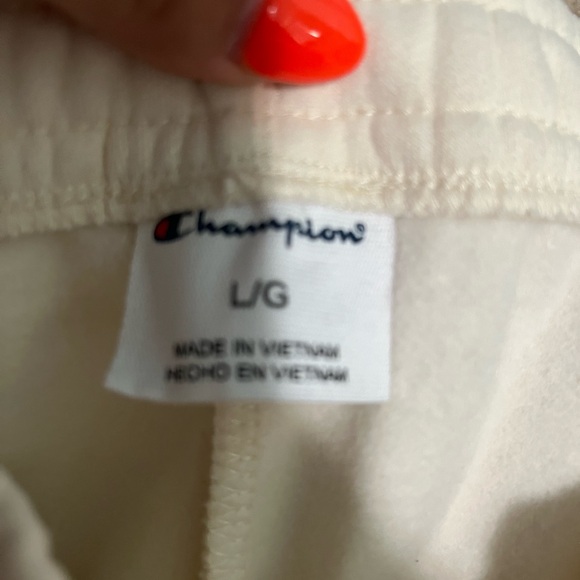 Champion®
L/G
MADE IN VIETNAM
HECHO EN VIETNAM